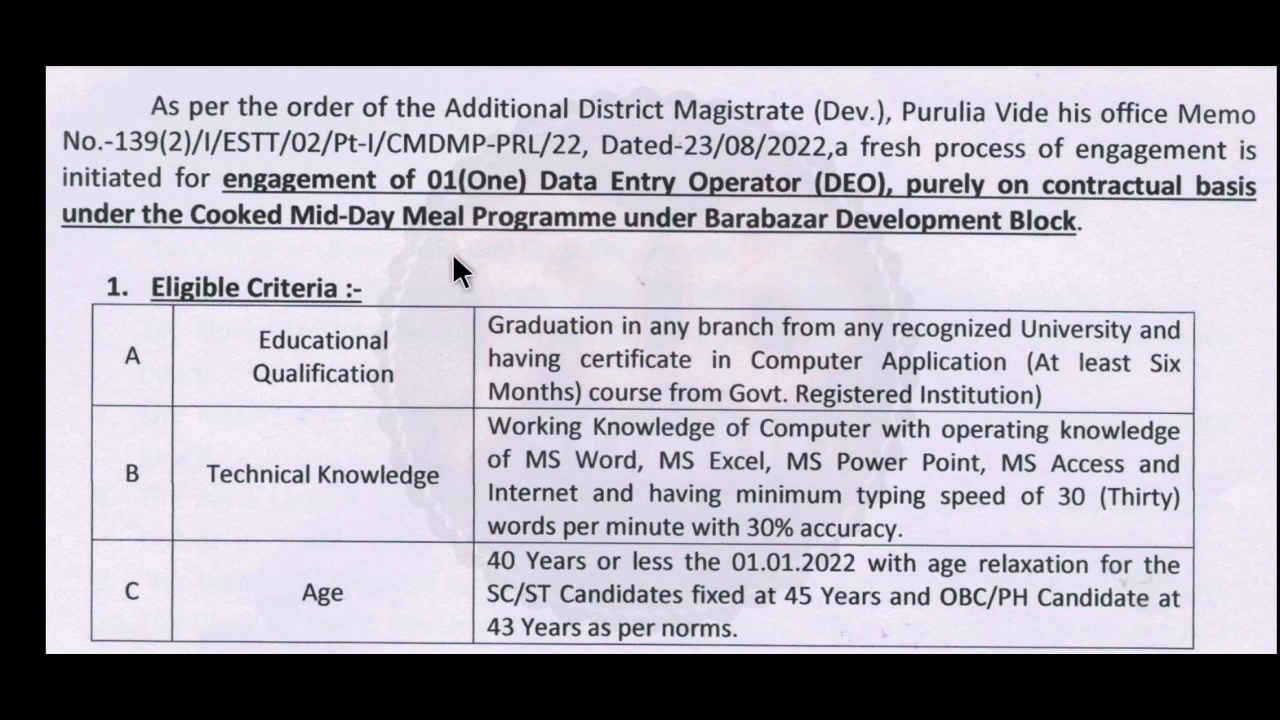 As per the order of the Additional District Magistrate (Dev.), Purulia Vide his office Memo
No.-139(2)/I/ESTT/02/Pt-I/CMDMP-PRL/22, Dated-23/08/2022,a fresh process of engagement is
initiated for engagement of 01(One) Data Entry Operator (DEO), purely on contractual basis
under the Cooked Mid-Day Meal Programme under Barabazar Development Block.
1. Eligible Criteria :-
A
Educational
Qualification
Graduation in any branch from any recognized University and
having certificate in Computer Application (At least Six
Months) course from Govt. Registered Institution)
B
Technical Knowledge
Working Knowledge of Computer with operating knowledge
of MS Word, MS Excel, MS Power Point, MS Access and
Internet and having minimum typing speed of 30 (Thirty)
words per minute with 30% accuracy.
C
Age
40 Years or less the 01.01.2022 with age relaxation for the
SC/ST Candidates fixed at 45 Years and OBC/PH Candidate at
43 Years as per norms.